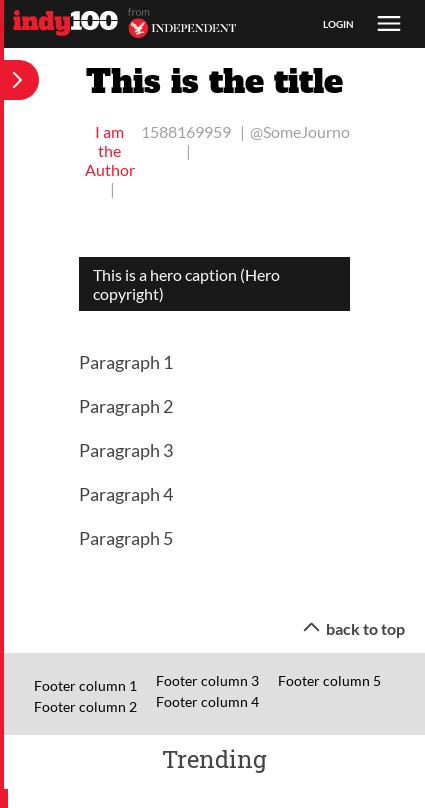 indy100 from INDEPENDENT LOGIN
This is the title
I am the Author | 1588169959 | | @SomeJourno
This is a hero caption (Hero
copyright)
Paragraph 1
Paragraph 2
Paragraph 3
Paragraph 4
Paragraph 5
back to top
Footer column 1
Footer column 2
Footer column 3
Footer column 4
Footer column 5
Trending